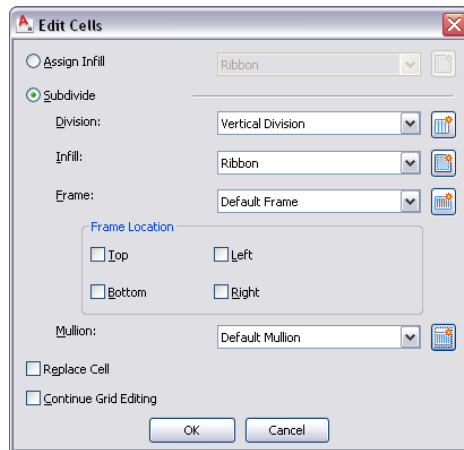 Edit Cells
Assign Infill
Ribbon
Subdivide
Division:
Vertical Division
Infill:
Ribbon
Frame:
Default Frame
Frame Location
Top
Left
Bottom
Right
Mullion:
Default Mullion
Replace Cell
Continue Grid Editing
OK
Cancel